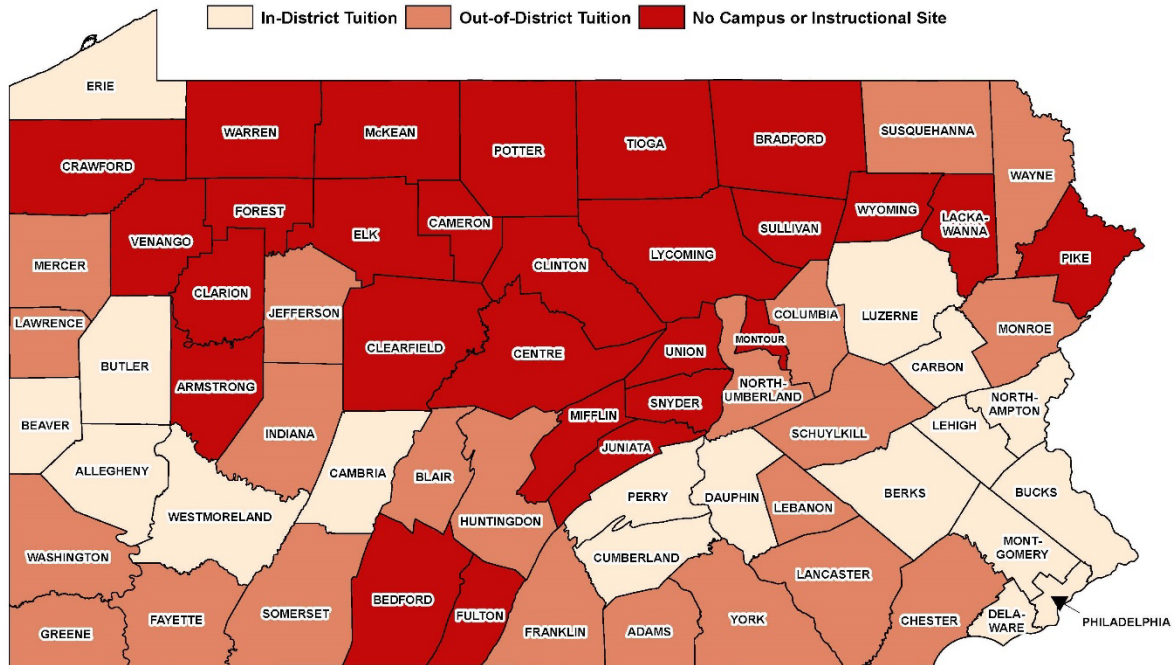 In-District Tuition
Out-of-District Tuition
No Campus or Instructional Site
ERIE
WARREN
McKEAN
POTTER
TIOGA
BRADFORD
SUSQUEHANNA
WAYNE
CRAWFORD
FOREST
ELK
CAMERON
WYOMING
LACKA-
WANNA
SULLIVAN
LYCOMING
VENANGO
MERCER
CLINTON
PIKE
CLARION
JEFFERSON
COLUMBIA
LUZERNE
LAWRENCE
MONROE
BUTLER
CLEARFIELD
CENTRE
UNION
MONTOUR
CARBON
ARMSTRONG
NORTH-
UMBERLAND
NORTH-
AMPTON
SNYDER
MIFFLIN
BEAVER
INDIANA
SCHUYLKILL
LEHIGH
JUNIATA
ALLEGHENY
CAMBRIA
BLAIR
PERRY
DAUPHIN
BERKS
BUCKS
LEBANON
WESTMORELAND
HUNTINGDON
MONT-
GOMERY
WASHINGTON
CUMBERLAND
LANCASTER
BEDFORD
SOMERSET
FULTON
FAYETTE
GREENE
FRANKLIN
ADAMS
YORK
CHESTER
DELA-
WARE
PHILADELPHIA